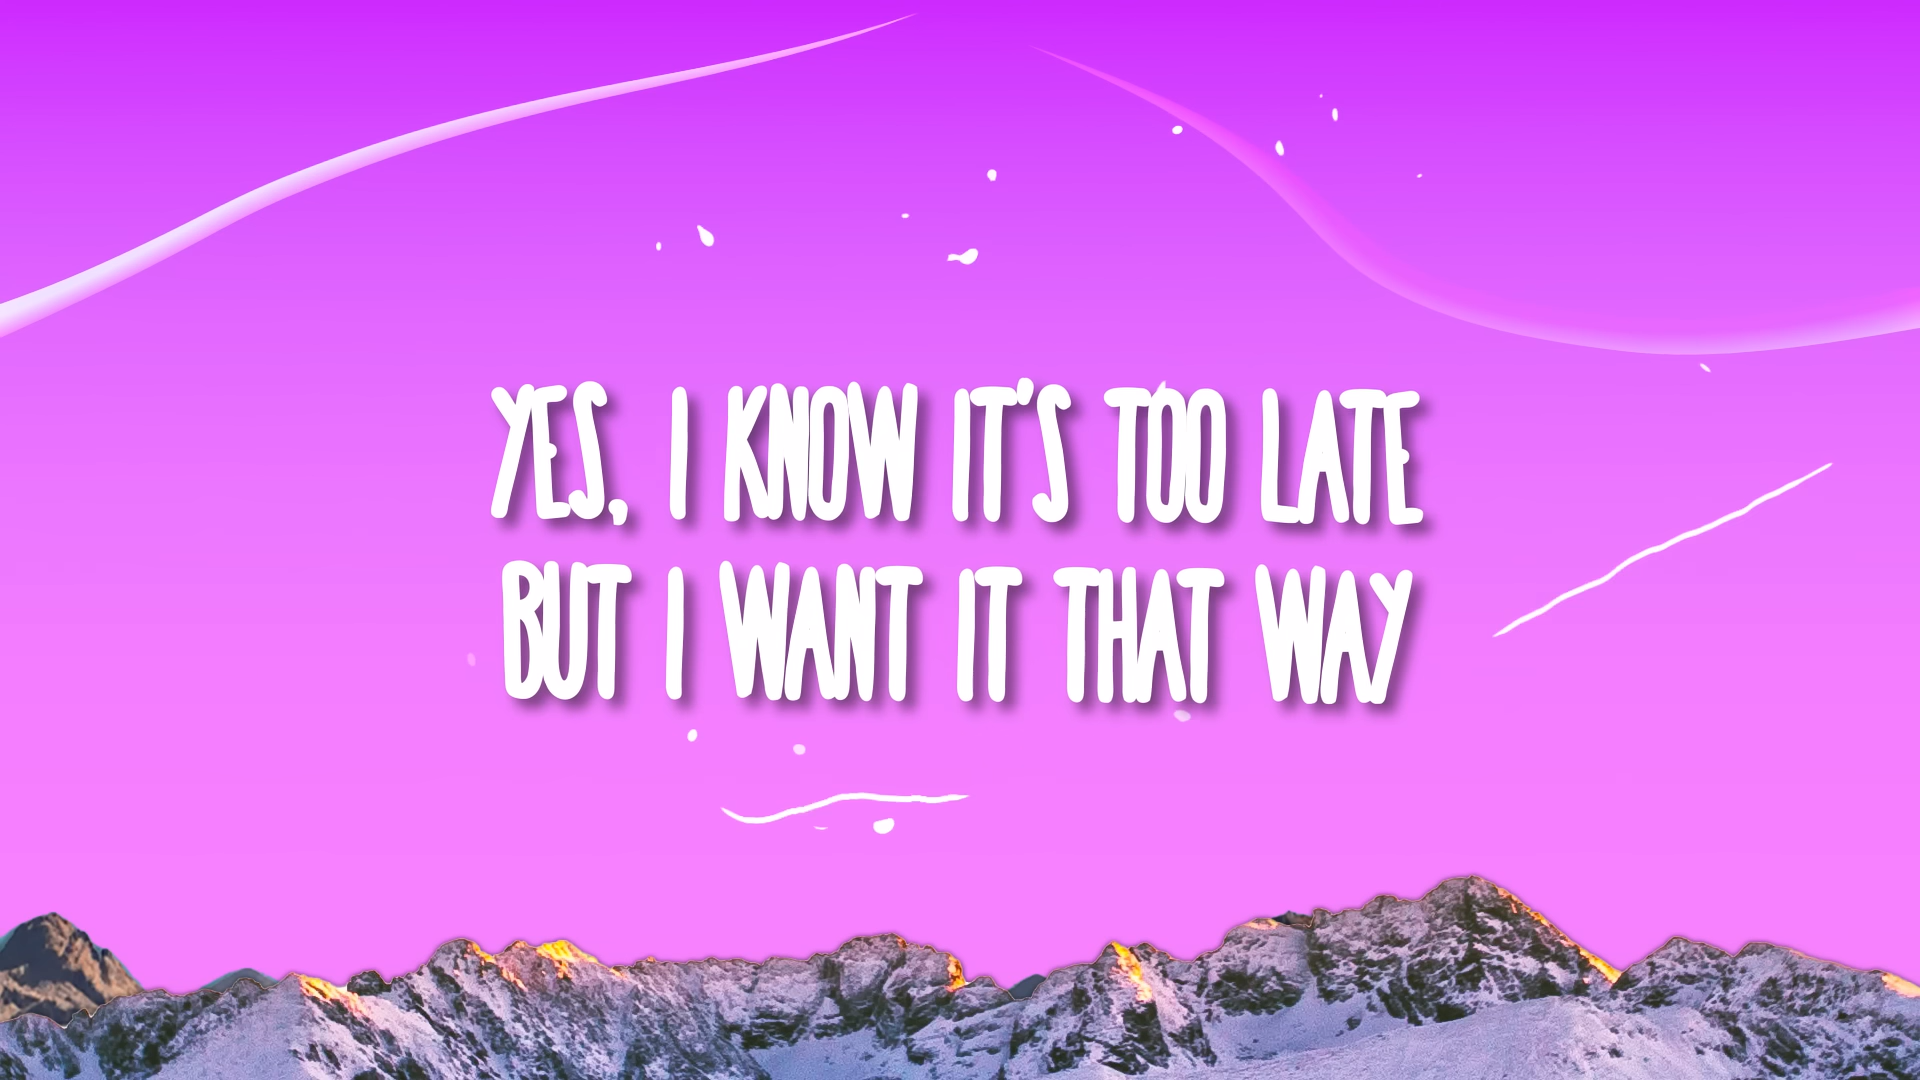 YES, I KNOW IT'S TOO LATE
BUT I WANT IT THAT WAY